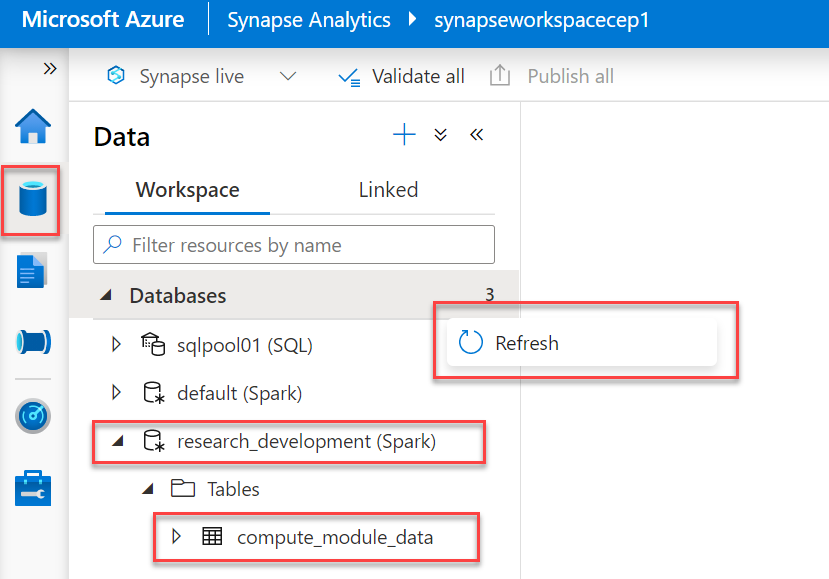 Microsoft Azure Synapse Analytics synapseworkspacecep1
Synapse live Validate all Publish all
Data
Workspace Linked
Filter resources by name
Databases 3
Refresh
sqlpool01 (SQL)
default (Spark)
research_development (Spark)
Tables
compute_module_data